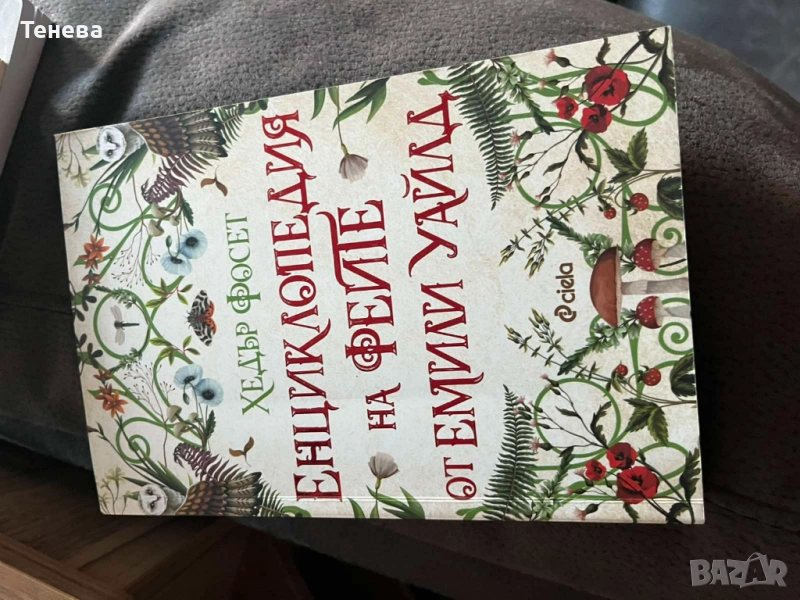 Тенева
ХЕДЪР ФОСЕТ
ЕНЦИКЛОПЕДИЯ
НА ФЕИТЕ
ОТ ЕМИЛИ УАЙЛД
ciela
BAZAR